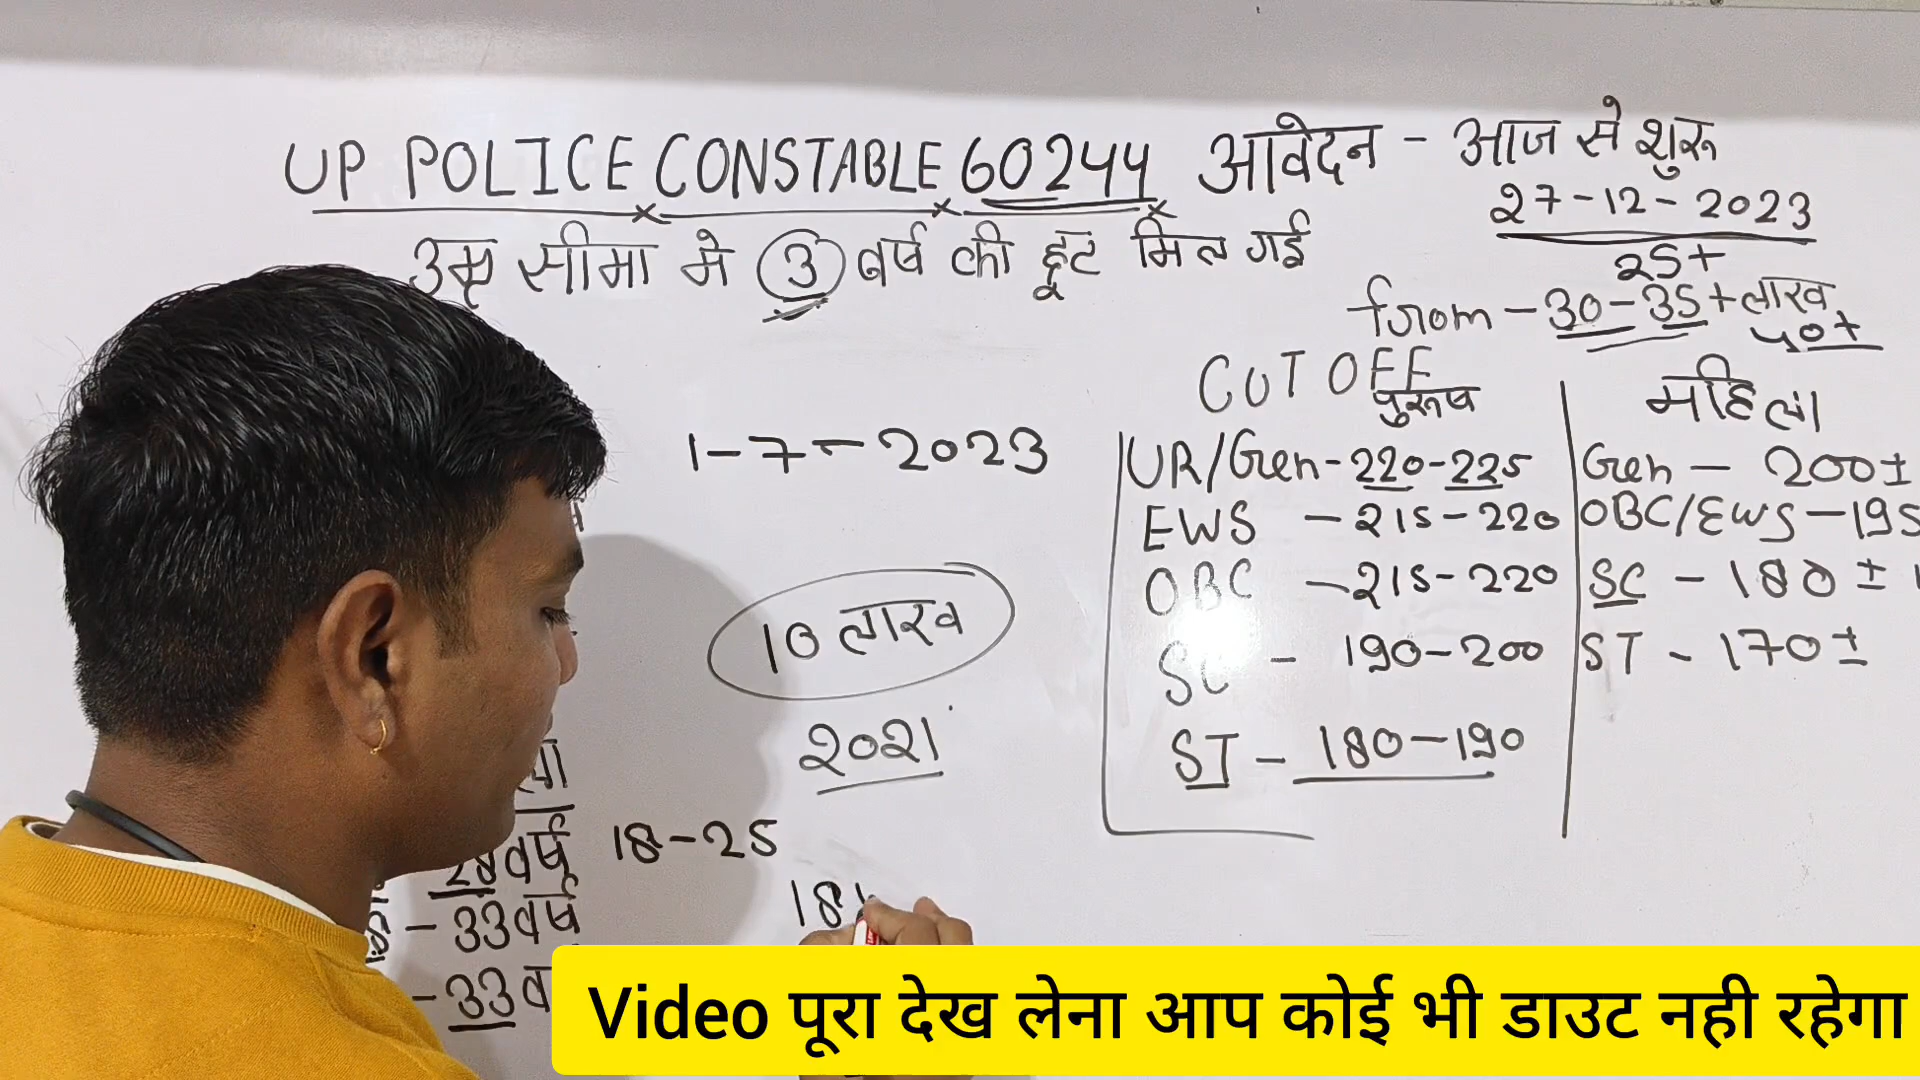 UP POLICE CONSTABLE 60244 आवेदन - आज से शुरू
27-12-2023
उम्र सीमा मे 3 वर्ष की छूट मिल गई
25+
from - 30-35+ लाख
40+
CUT OFF
पुरूष
महिला
1-7-2023
UR/Gen-220-225
Gen - 200±
EWS - 215-220
OBC/EWS-195
OBC - 215-220
SC - 180 ±
10 लाख
SC - 190-200
ST - 170±
2021
ST - 180-190
28 वर्ष 18-25
- 33 वर्ष
18
- 33 व
Video पूरा देख लेना आप कोई भी डाउट नही रहेगा